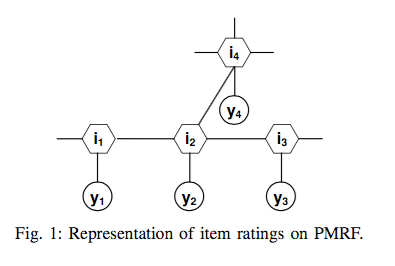 i4
y4
i1 i2 i3
y1 y2 y3
Fig. 1: Representation of item ratings on PMRF.